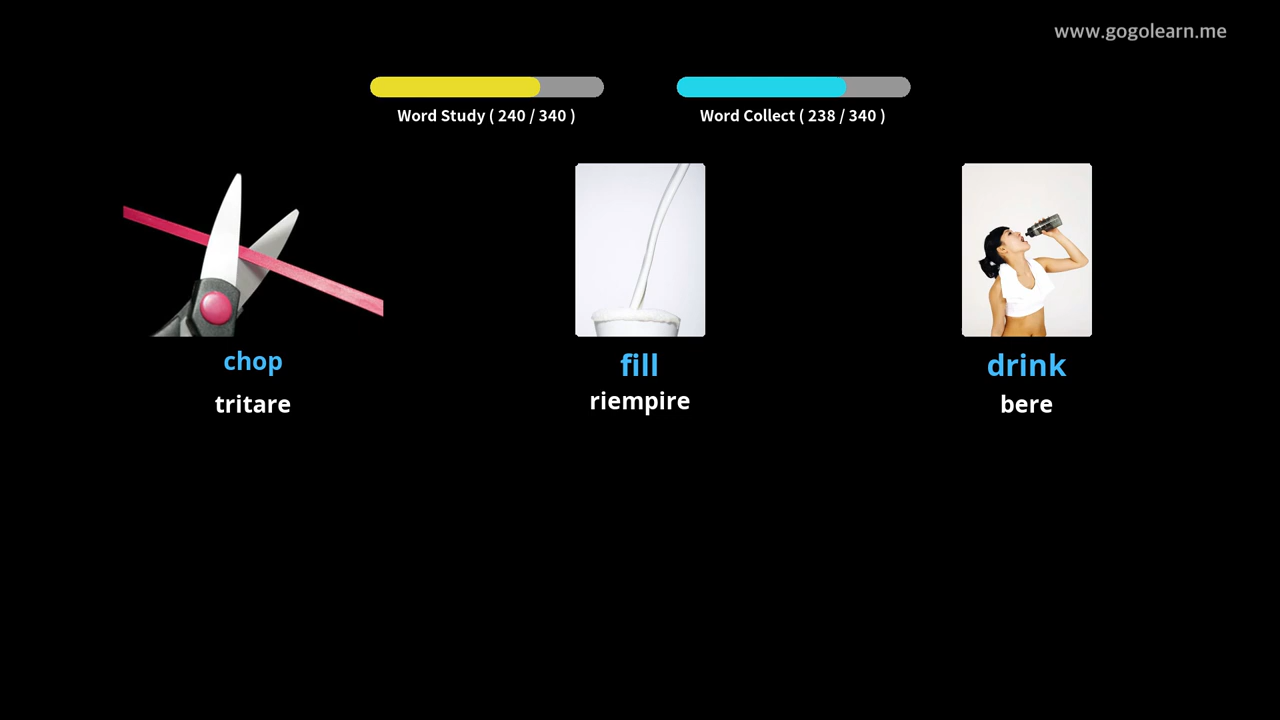 www.gogolearn.me
Word Study ( 240 / 340 )
Word Collect ( 238 / 340 )
chop
tritare
fill
riempire
drink
bere